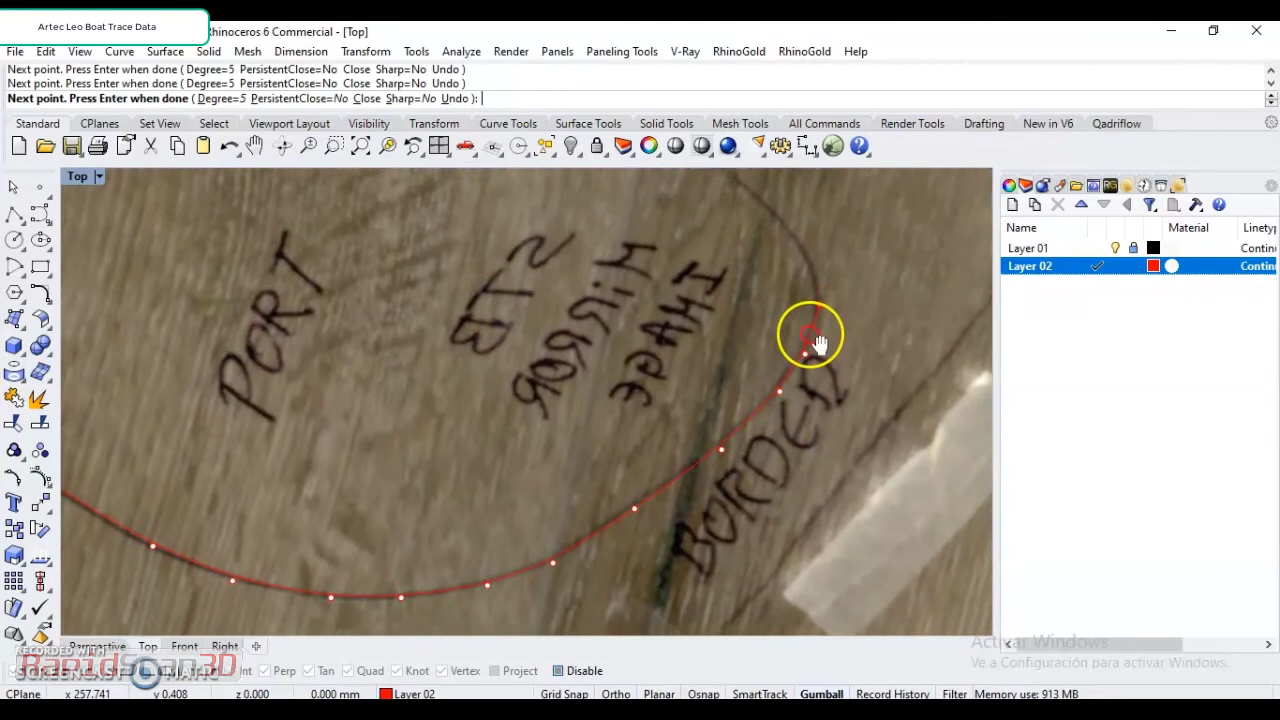 Artec Leo Boat Trace Data
Rhinoceros 6 Commercial - [Top]
File Edit View Curve Surface Solid Mesh Dimension Transform Tools Analyze Render Panels Paneling Tools V-Ray RhinoGold RhinoGold Help
Next point. Press Enter when done ( Degree=5 PersistentClose=No Close Sharp=No Undo )
Next point. Press Enter when done ( Degree=5 PersistentClose=No Close Sharp=No Undo )
Next point. Press Enter when done ( Degree=5 PersistentClose=No Close Sharp=No Undo ):
Standard CPlanes Set View Select Viewport Layout Visibility Transform Curve Tools Surface Tools Solid Tools Mesh Tools All Commands Render Tools Drafting New in V6 Qadriflow
Top
RG
Name Material Linety
Layer 01 Contin
Layer 02 Contin
PORT
STB
MIRROR
IMAGE
BORDER
Activar Windows
Ve a Configuración para activar Windows.
Perspective Top Front Right
RECORDED WITH
RapidScan3D
SCREENCAST MATIC
Int Perp Tan Quad Knot Vertex Project Disable
CPlane x 257.741 y 0.408 z 0.000 0.000 mm Layer 02 Grid Snap Ortho Planar Osnap SmartTrack Gumball Record History Filter Memory use: 913 MB